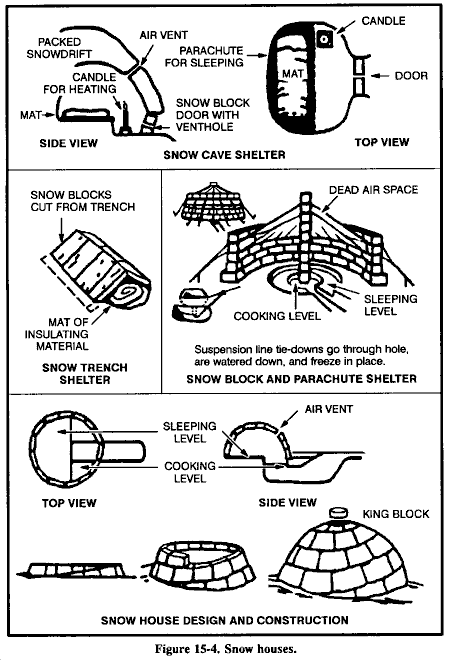 PACKED
SNOWDRIFT
AIR VENT
CANDLE
FOR HEATING
MAT
SNOW BLOCK
DOOR WITH
VENTHOLE
SIDE VIEW
PARACHUTE
FOR SLEEPING
CANDLE
MAT
DOOR
TOP VIEW
SNOW CAVE SHELTER
SNOW BLOCKS
CUT FROM TRENCH
MAT OF
INSULATING
MATERIAL
SNOW TRENCH
SHELTER
DEAD AIR SPACE
COOKING LEVEL
SLEEPING
LEVEL
Suspension line tie-downs go through hole,
are watered down, and freeze in place.
SNOW BLOCK AND PARACHUTE SHELTER
SLEEPING
LEVEL
COOKING
LEVEL
TOP VIEW
AIR VENT
SIDE VIEW
KING BLOCK
SNOW HOUSE DESIGN AND CONSTRUCTION
Figure 15-4. Snow houses.